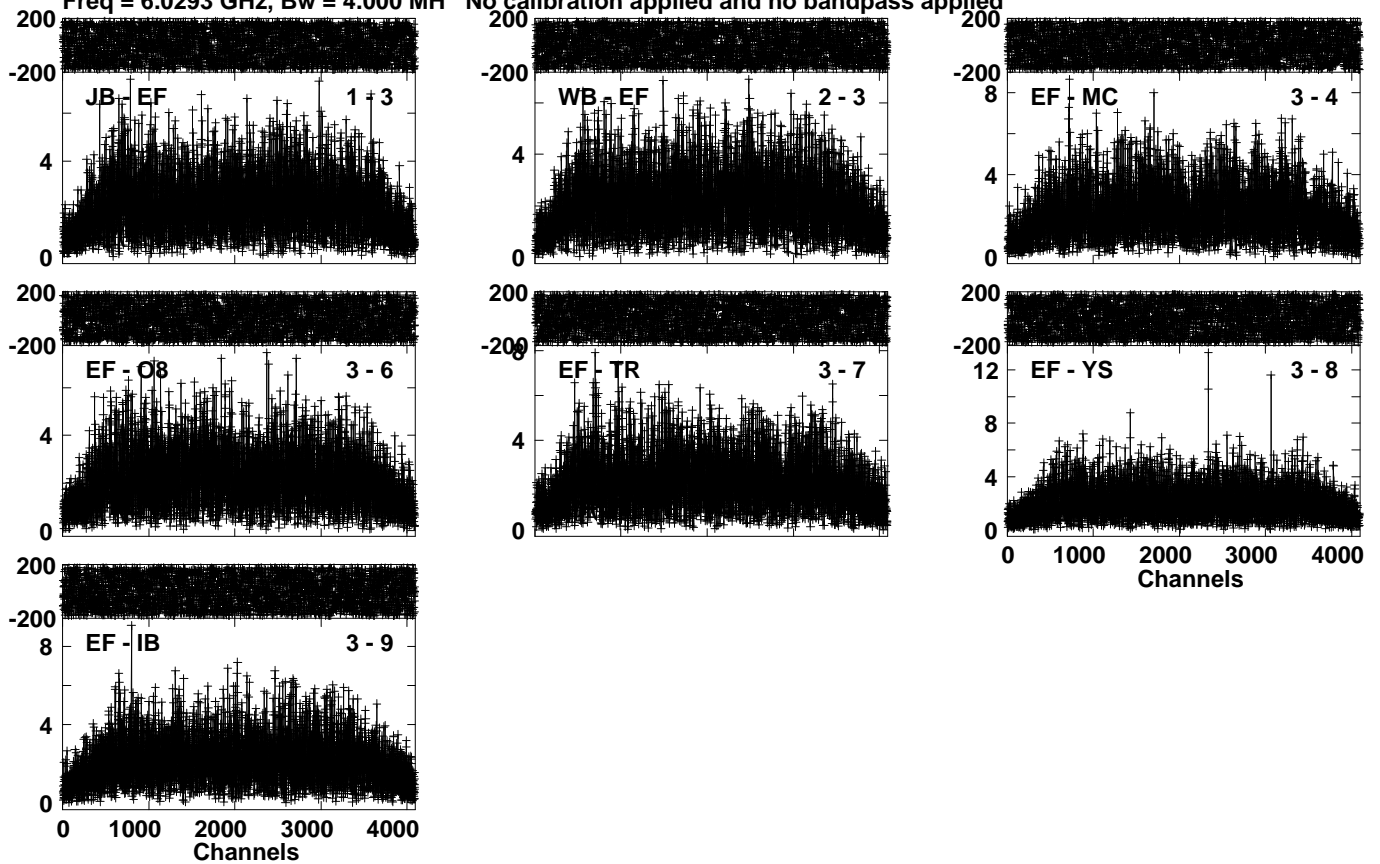 Freq = 6.0293 GHz, Bw = 4.000 MH No calibration applied and no bandpass applied
200
-200
JB - EF 1 - 3
4
0
200
-200
WB - EF 2 - 3
4
0
200
-200
8
EF - MC 3 - 4
4
0
200
-200
EF - O8 3 - 6
4
0
200
-200
8
EF - TR 3 - 7
4
0
200
-200
12
EF - YS 3 - 8
8
4
0
0 1000 2000 3000 4000
Channels
200
-200
8
EF - IB 3 - 9
4
0
0 1000 2000 3000 4000
Channels